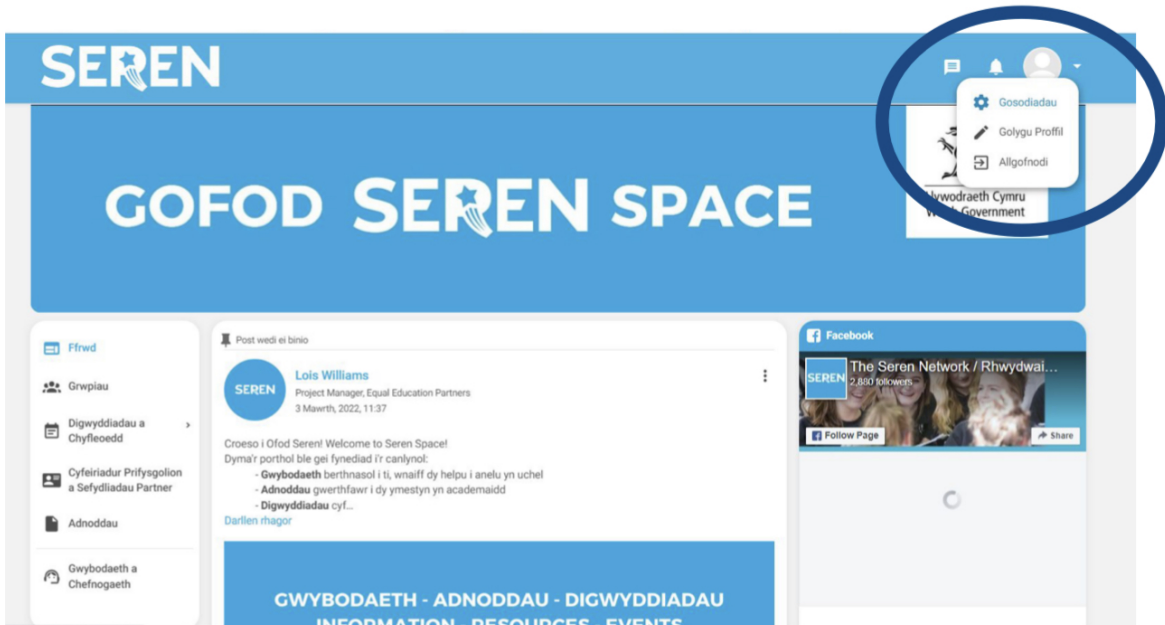 SEREN
Gosodiadau
Golygu Proffil
Allgofnodi
GOFOD SEREN SPACE
Llywodraeth Cymru
Government
Ffrwd
Grwpiau
Digwyddiadau a
Chyfleoedd
Cyfeiriadur Prifysgolion
a Sefydliadau Partner
Adnoddau
Gwybodaeth a
Chefnogaeth
Post wedi ei binio
SEREN
Lois Williams
Project Manager, Equal Education Partners
3 Mawrth, 2022, 11:37
Croeso i Ofod Seren! Welcome to Seren Space!
Dyma'r porthol ble gei fynediad i'r canlynol:
- Gwybodaeth berthnasol i ti, wnaiff dy helpu i anelu yn uchel
- Adnoddau gwerthfawr i dy ymestyn yn academaidd
- Digwyddiadau cyf...
Darllen rhagor
GWYBODAETH - ADNODDAU - DIGWYDDIADAU
INFORMATION - RESOURCES - EVENTS
Facebook
SEREN
The Seren Network / Rhwydwai...
2,880 followers
Follow Page
Share